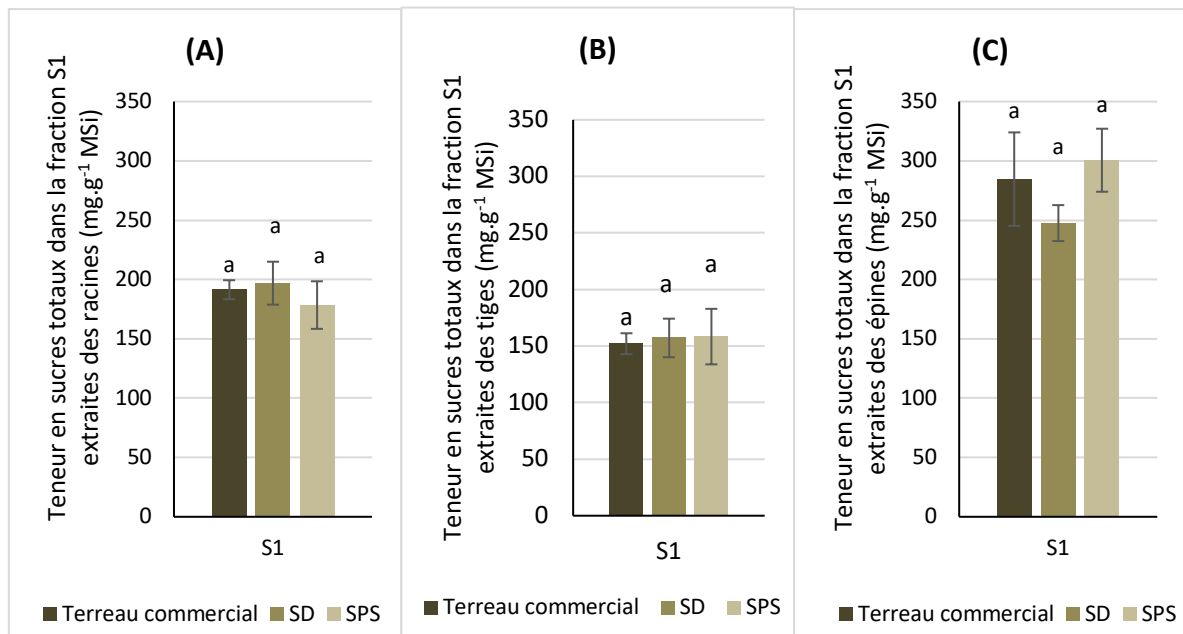 (A)
Teneur en sucres totaux dans la fraction S1
extraites des racines (mg.g⁻¹ MSi)
350
300
250
200
150
100
50
0
a
a
a
S1
Terreau commercial SD SPS
(B)
Teneur en sucres totaux dans la fraction S1
extraites des tiges (mg.g⁻¹ MSi)
350
300
250
200
150
100
50
0
a
a
a
S1
Terreau commercial SD SPS
(C)
Teneur en sucres totaux dans la fraction S1
extraites des épines (mg.g⁻¹ MSi)
350
300
250
200
150
100
50
0
a
a
a
S1
Terreau commercial SD SPS